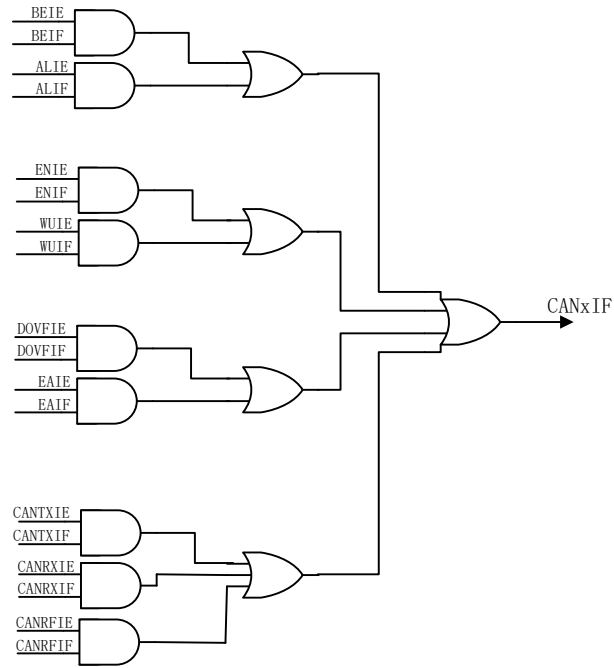 BEIE
BEIF
ALIE
ALIF
ENIE
ENIF
WUIE
WUIF
CANxIF
DOVFIE
DOVFIF
EAIE
EAIF
CANTXIE
CANTXIF
CANRXIE
CANRXIF
CANRFIE
CANRFIF